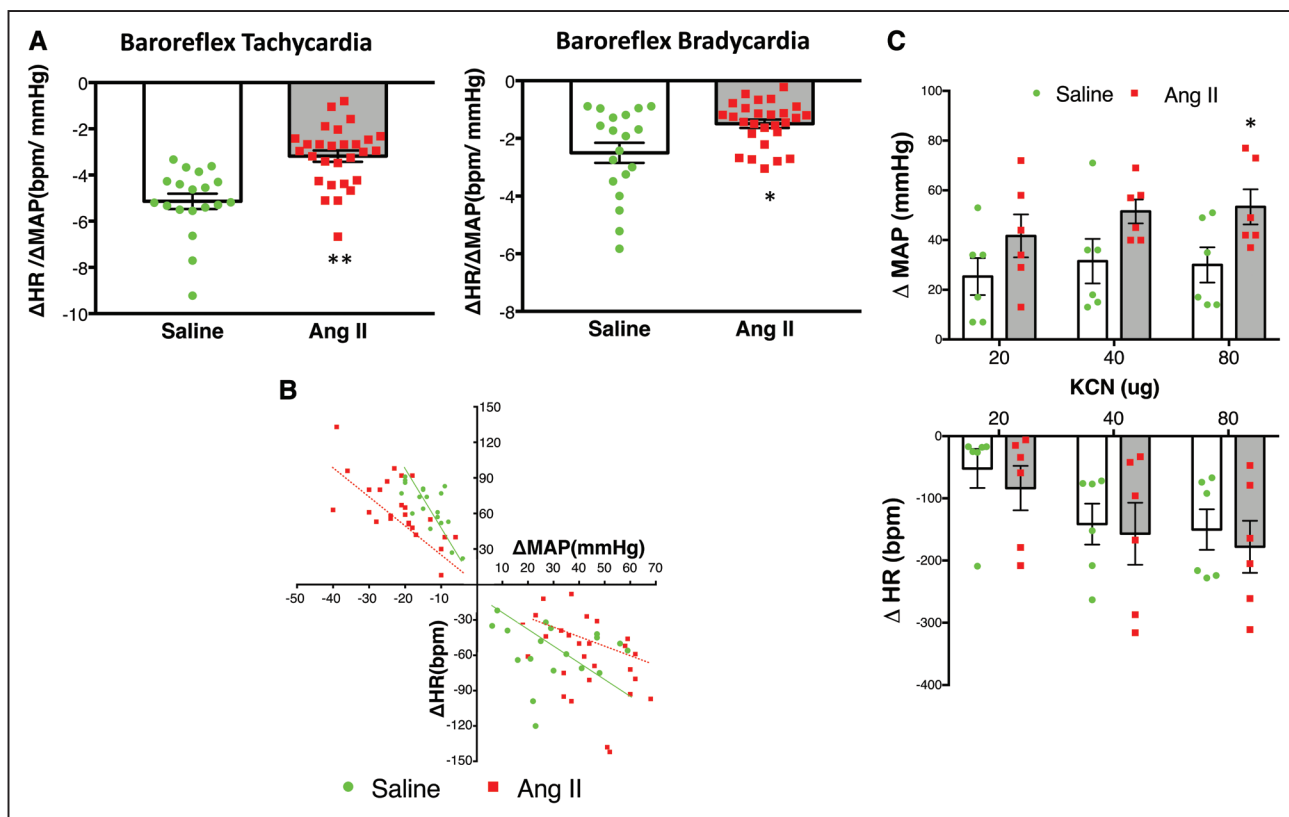 A
Baroreflex Tachycardia
ΔHR /ΔMAP(bpm/ mmHg)
0
-2
-4
-6
-8
-10
**
Saline Ang II
Baroreflex Bradycardia
ΔHR/ΔMAP(bpm/ mmHg)
0
-2
-4
-6
-8
*
Saline Ang II
B
150
120
90
60
30
ΔMAP(mmHg)
-50 -40 -30 -20 -10 10 20 30 40 50 60 70
-30
-60
-90
-120
-150
ΔHR(bpm)
Saline Ang II
C
Saline Ang II
Δ MAP (mmHg)
100
80
60
40
20
0
*
20 40 80
KCN (ug)
20 40 80
Δ HR (bpm)
0
-100
-200
-300
-400